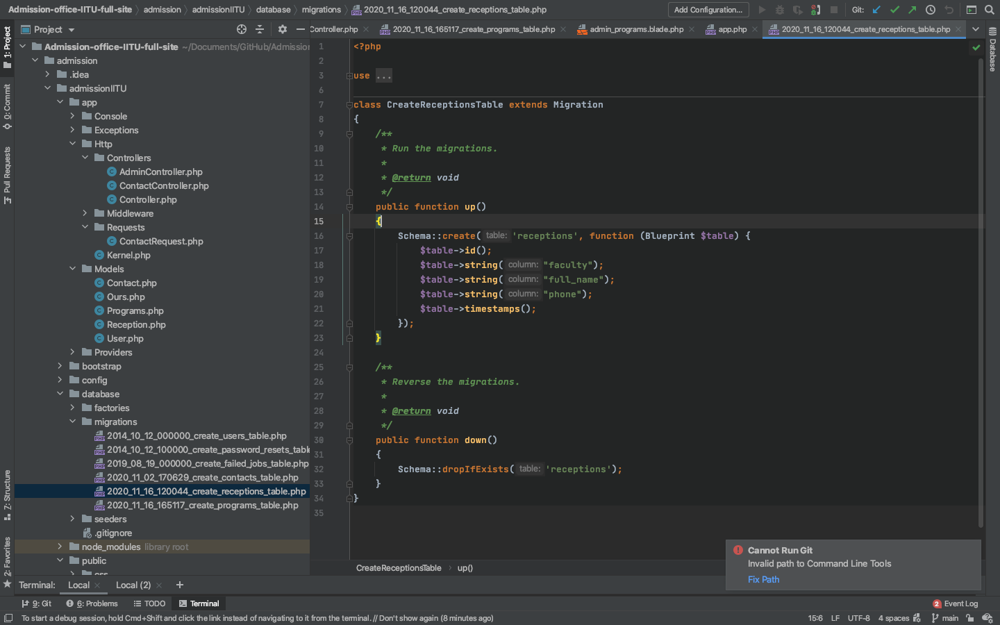 Admission-office-IITU-full-site › admission › admissionIITU › database › migrations › 2020_11_16_120044_create_receptions_table.php
Add Configuration...
Git:
Project
Controller.php
2020_11_16_165117_create_programs_table.php
admin_programs.blade.php
app.php
2020_11_16_120044_create_receptions_table.php
1: Project
0: Commit
Pull Requests
Z: Structure
2: Favorites
Database
Admission-office-IITU-full-site ~/Documents/GitHub/Admission
admission
.idea
admissionIITU
app
Console
Exceptions
Http
Controllers
AdminController.php
ContactController.php
Controller.php
Middleware
Requests
ContactRequest.php
Kernel.php
Models
Contact.php
Ours.php
Programs.php
Reception.php
User.php
Providers
bootstrap
config
database
factories
migrations
2014_10_12_000000_create_users_table.php
2014_10_12_100000_create_password_resets_table
2019_08_19_000000_create_failed_jobs_table.php
2020_11_02_170629_create_contacts_table.php
2020_11_16_120044_create_receptions_table.php
2020_11_16_165117_create_programs_table.php
seeders
.gitignore
node_modules library root
public
css
1 <?php
2
3 use ...
6
7 class CreateReceptionsTable extends Migration
8 {
9 /**
10 * Run the migrations.
11 *
12 * @return void
13 */
14 public function up()
15 {
16 Schema::create( table: 'receptions', function (Blueprint $table) {
17 $table->id();
18 $table->string( column: "faculty");
19 $table->string( column: "full_name");
20 $table->string( column: "phone");
21 $table->timestamps();
22 });
23 }
24
25 /**
26 * Reverse the migrations.
27 *
28 * @return void
29 */
30 public function down()
31 {
32 Schema::dropIfExists( table: 'receptions');
33 }
34 }
35
CreateReceptionsTable › up()
Cannot Run Git
Invalid path to Command Line Tools
Fix Path
Terminal: Local Local (2) +
9: Git 6: Problems TODO Terminal
2 Event Log
To start a debug session, hold Cmd+Shift and click the link instead of navigating to it from the terminal. // Don't show again (8 minutes ago)
15:6 LF UTF-8 4 spaces main